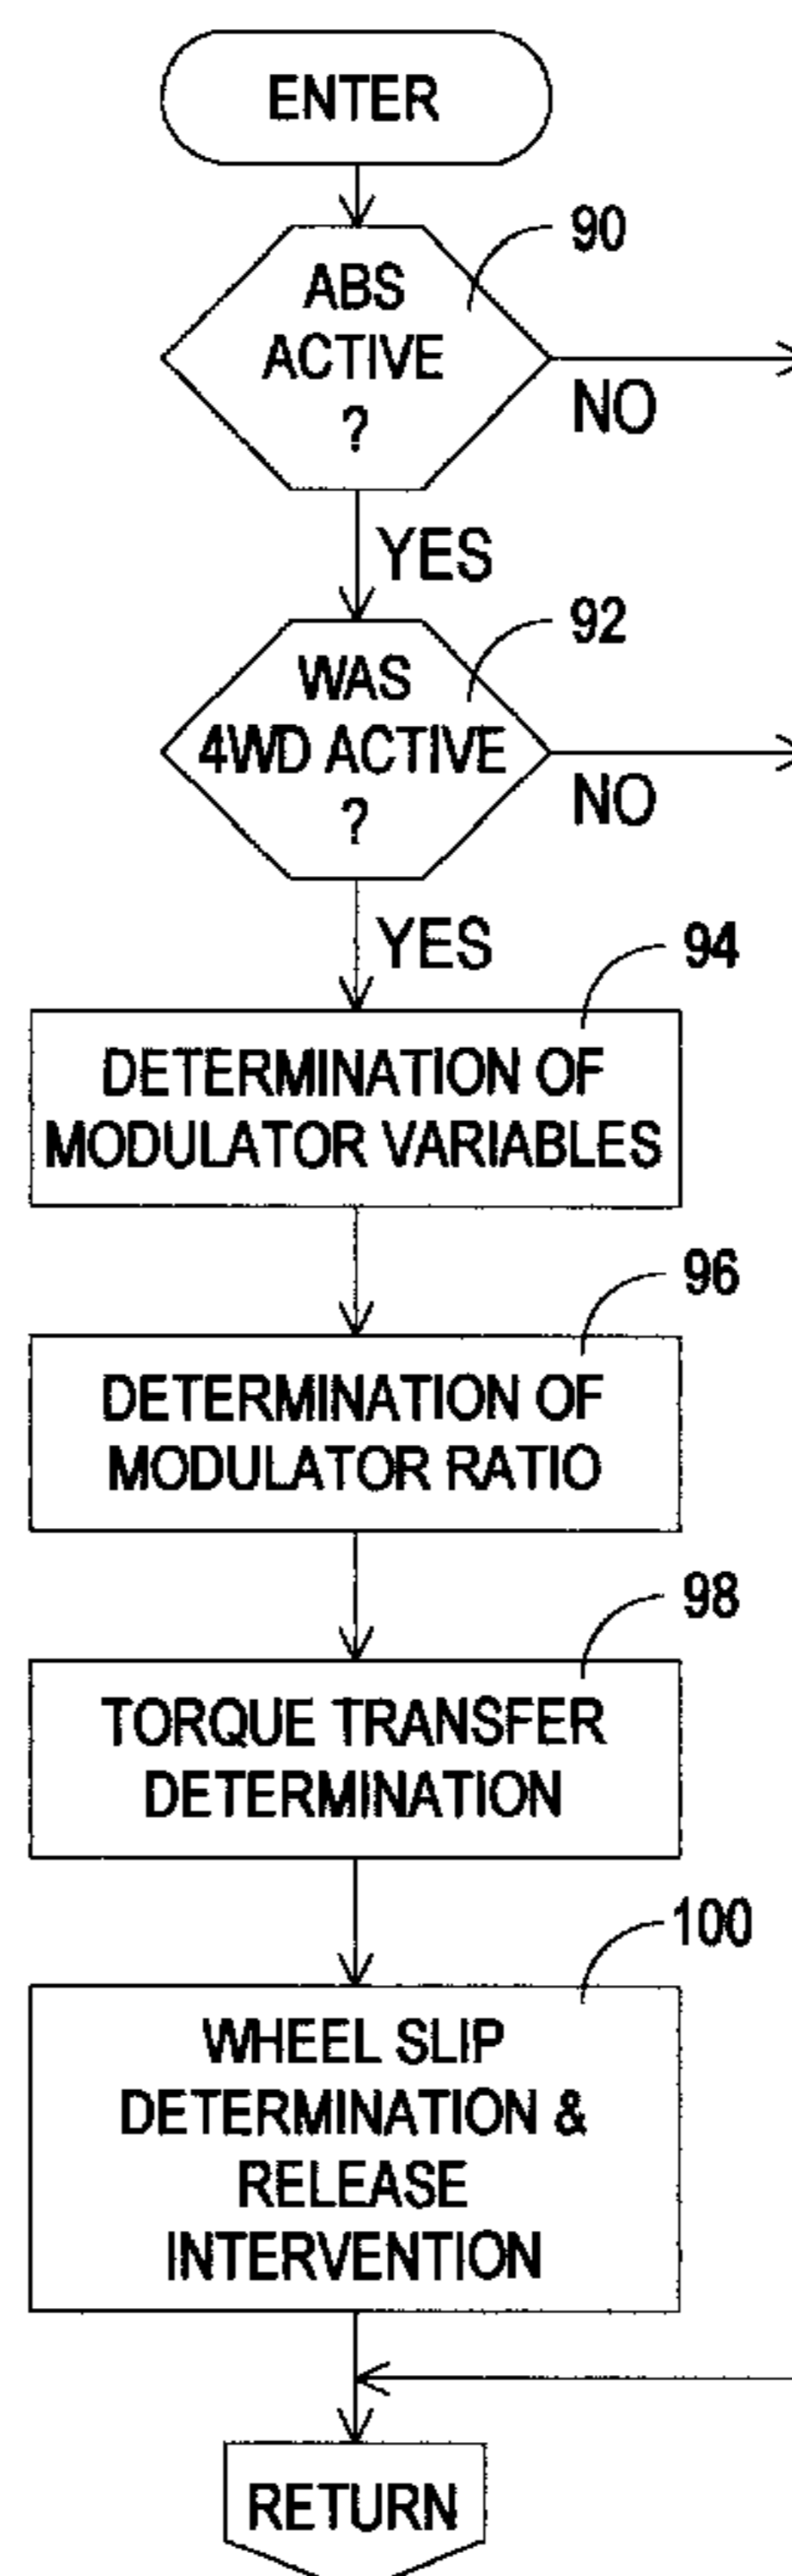 ENTER
90
ABS
ACTIVE
?
NO
YES
92
WAS
4WD ACTIVE
?
NO
YES
94
DETERMINATION OF
MODULATOR VARIABLES
96
DETERMINATION OF
MODULATOR RATIO
98
TORQUE TRANSFER
DETERMINATION
100
WHEEL SLIP
DETERMINATION &
RELEASE
INTERVENTION
RETURN